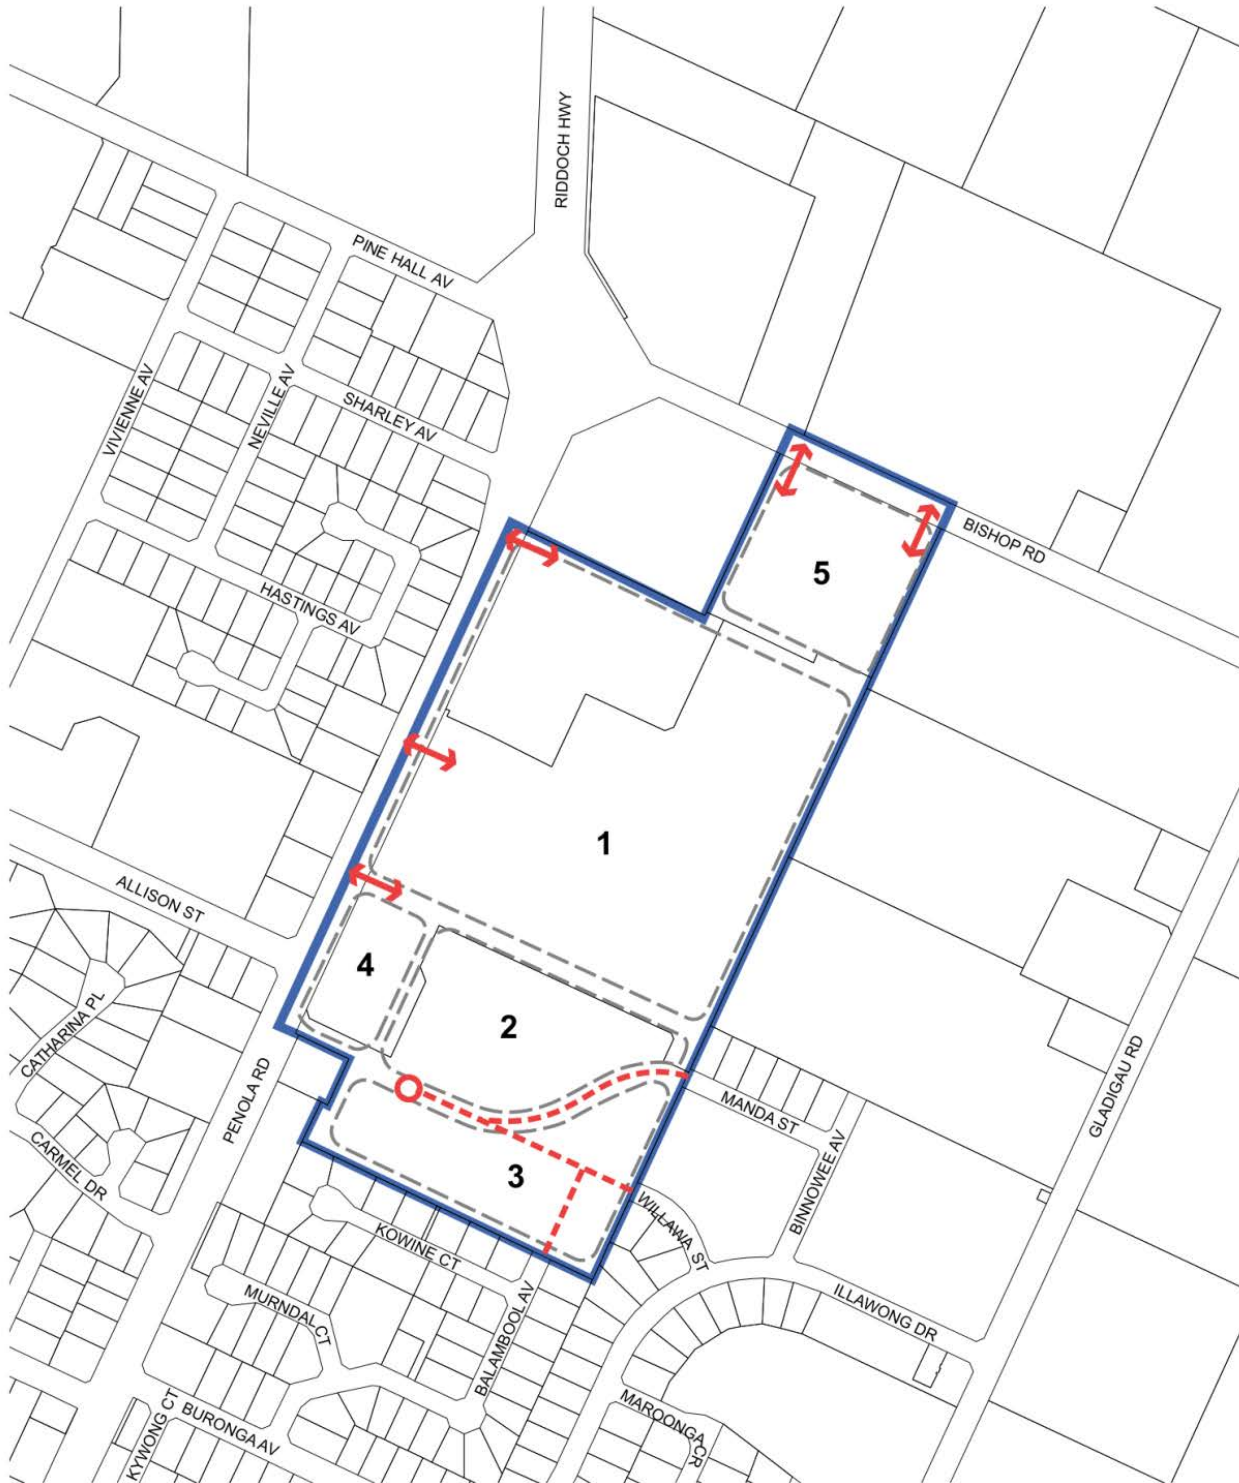 RIDDOCH HWY
PINE HALL AV
VIVIENNE AV
NEVILLE AV
SHARLEY AV
BISHOP RD
5
HASTINGS AV
1
ALLISON ST
4
2
CATHARINA PL
PENOLA RD
MANDA ST
GLADIGAU RD
CARMEL DR
3
BINNOWEE AV
WILLAWA ST
KOWINE CT
MURNDAL CT
ILLAWONG DR
BALAMBOOL AV
MAROONGA CR
KYWONG CT
BURONGA AV